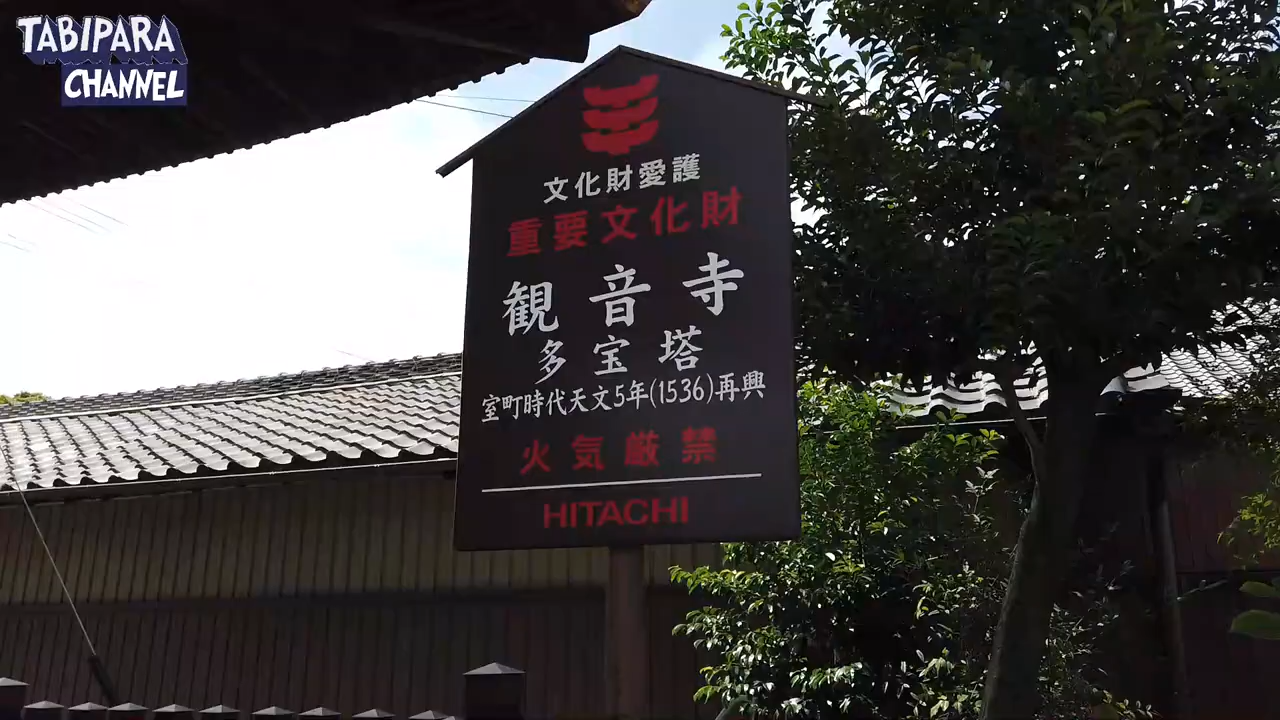 TABIPARA
CHANNEL
文化財愛護
重要文化財
観音寺
多宝塔
室町時代天文5年(1536)再興
火気厳禁
HITACHI